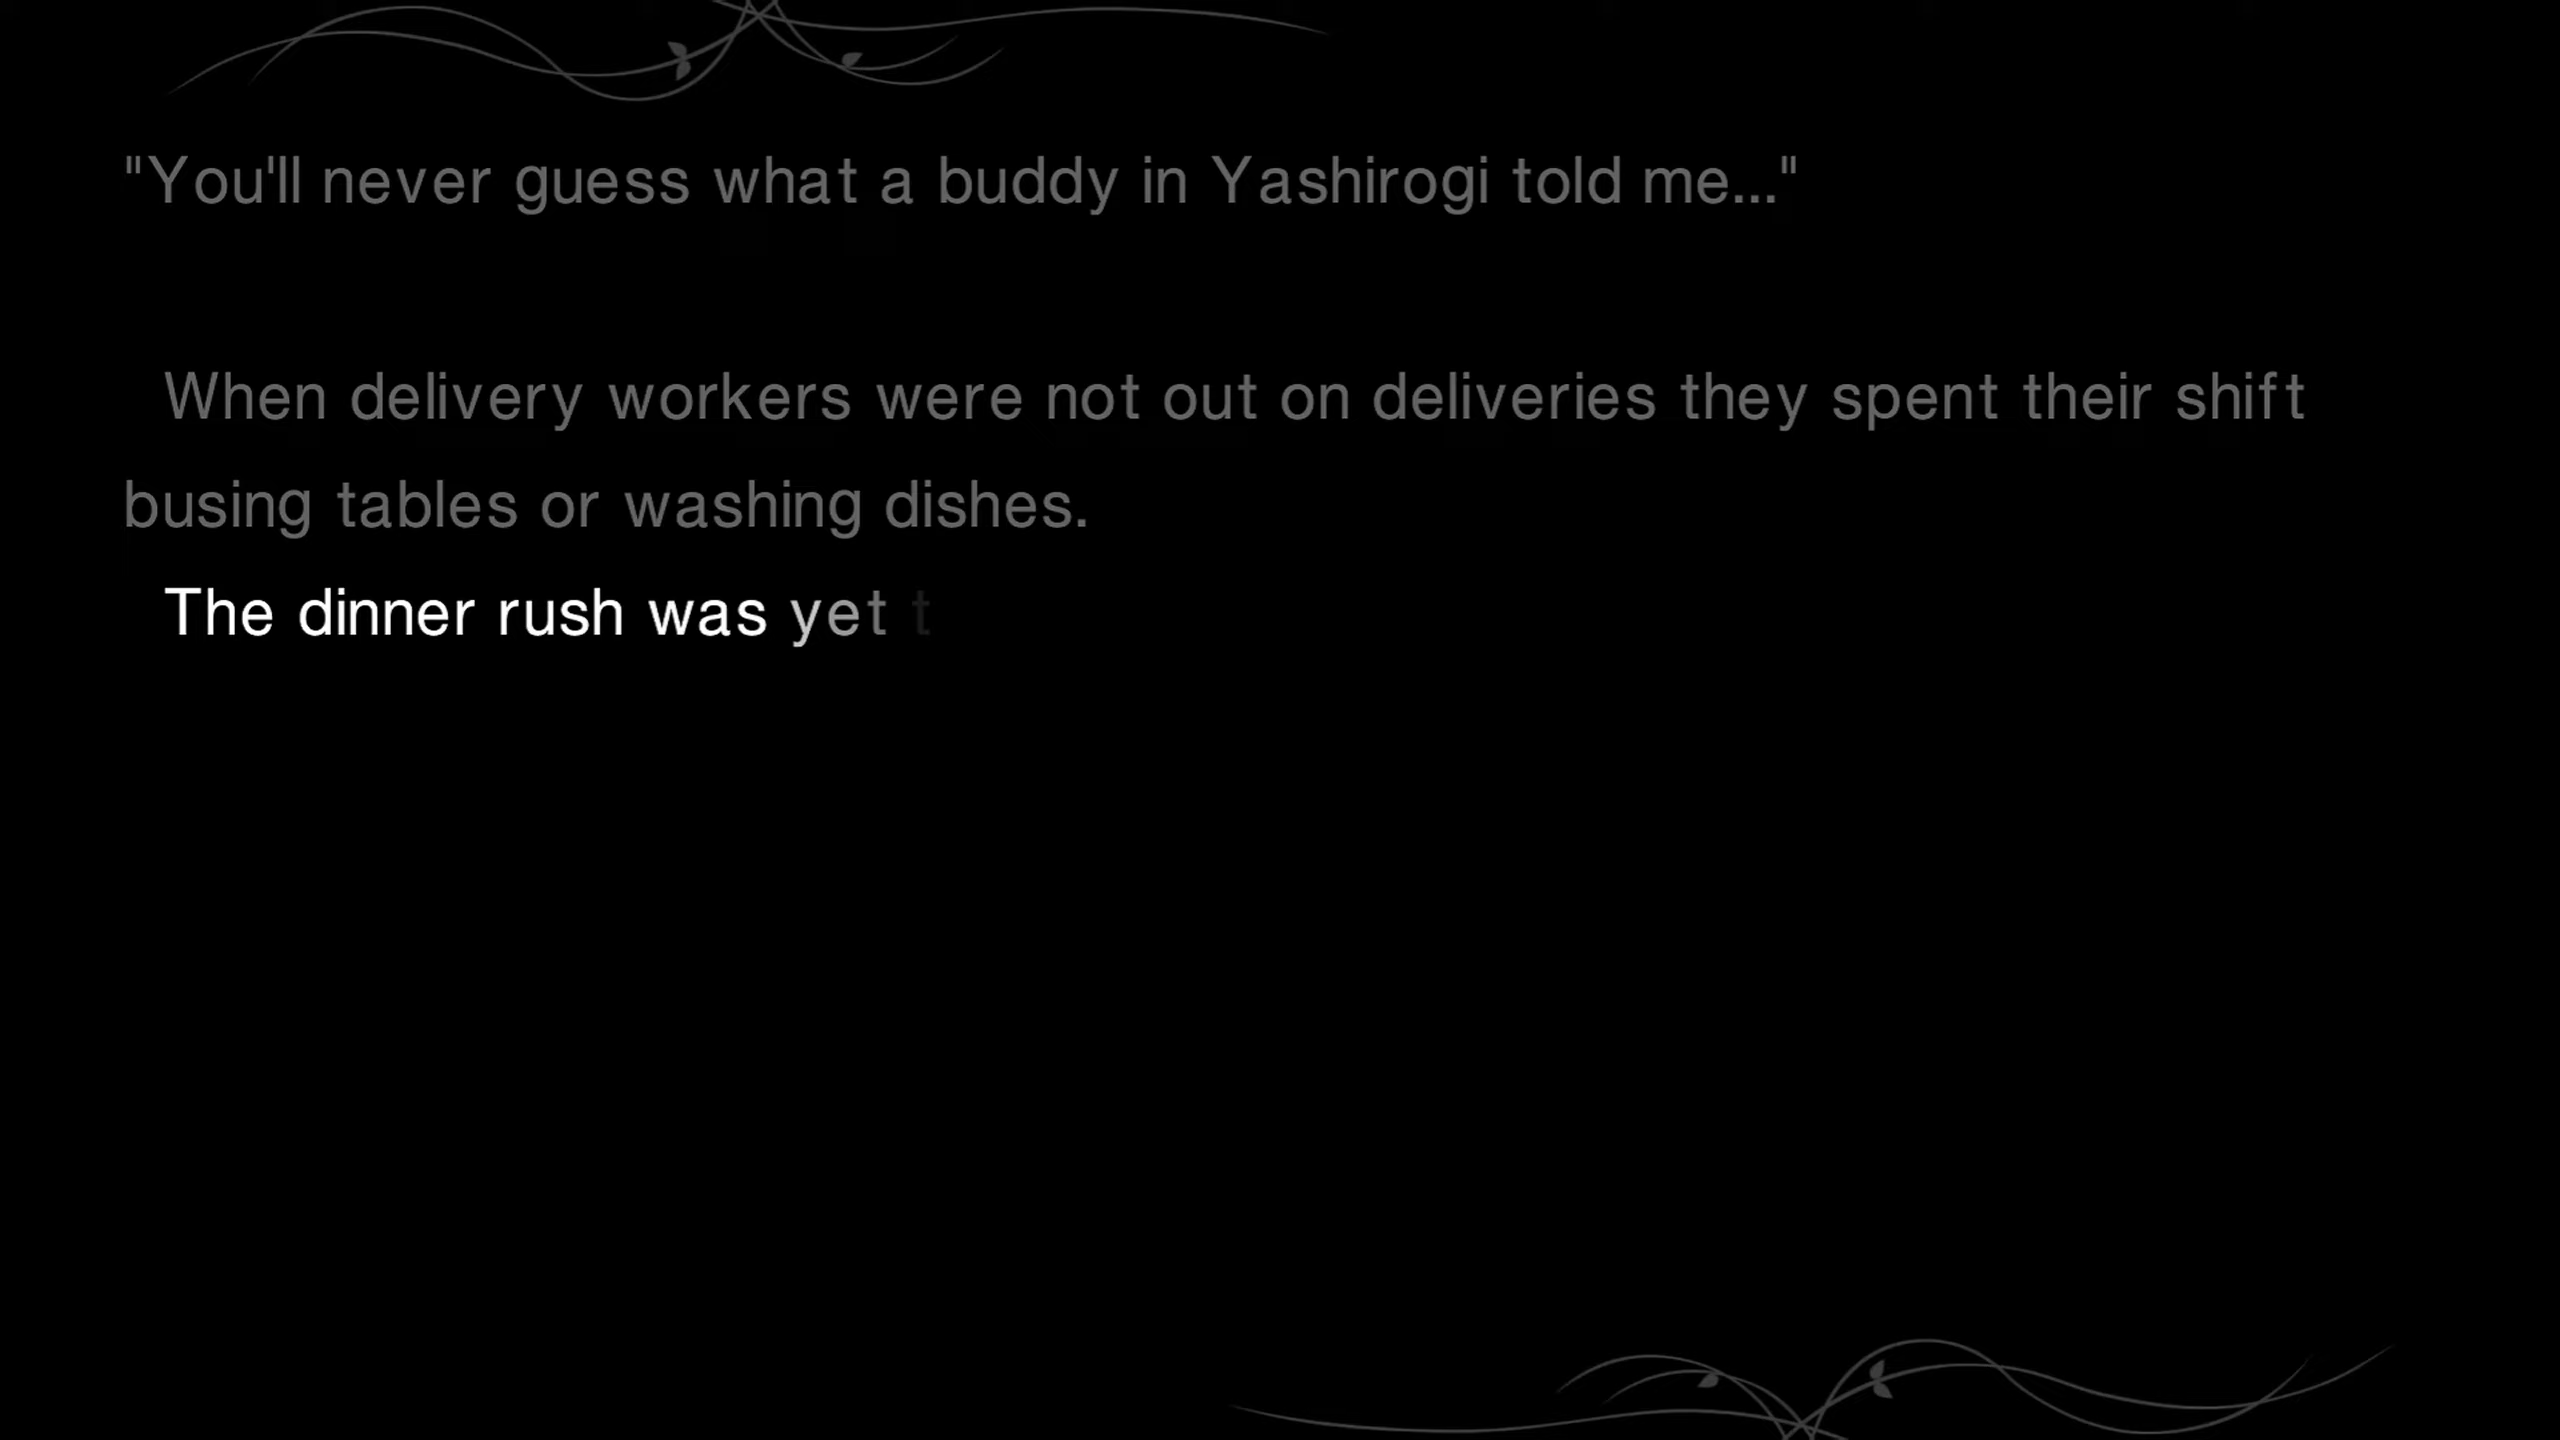 "You'll never guess what a buddy in Yashirogi told me..."
When delivery workers were not out on deliveries they spent their shift
busing tables or washing dishes.
The dinner rush was yet t